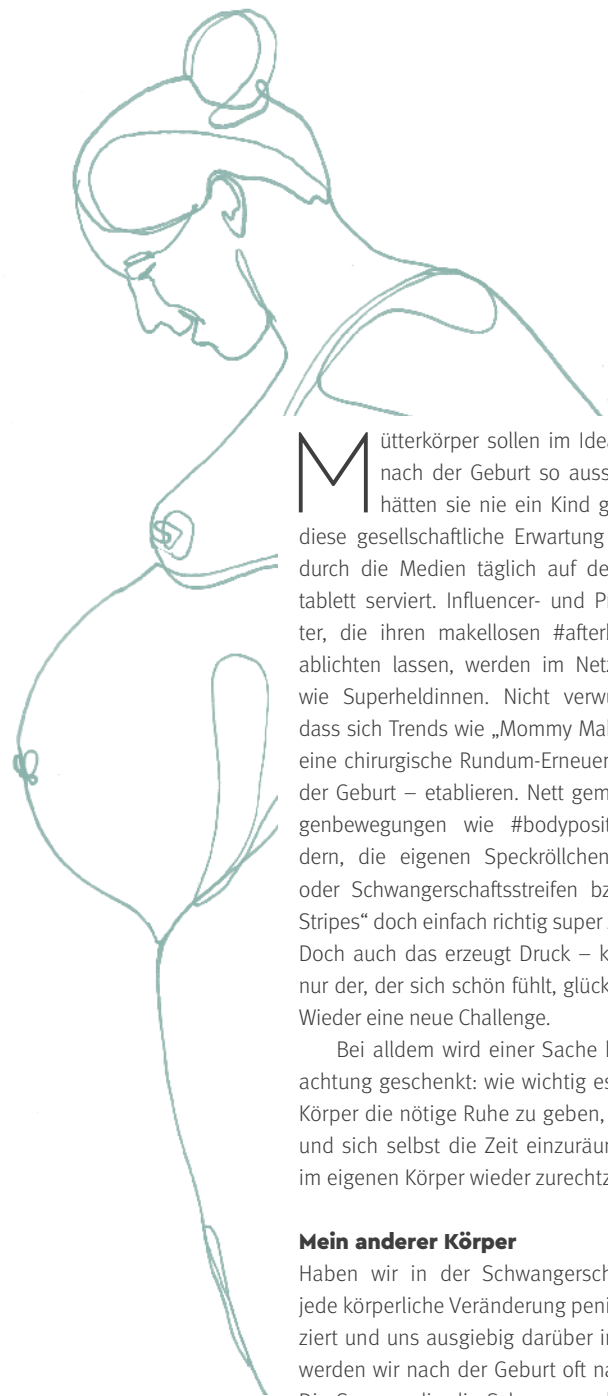 Mütterkörper sollen im Idea
nach der Geburt so auss
hätten sie nie ein Kind g
diese gesellschaftliche Erwartung
durch die Medien täglich auf de
tablett serviert. Influencer- und P
ter, die ihren makellosen #after
ablichten lassen, werden im Netz
wie Superheldinnen. Nicht verw
dass sich Trends wie „Mommy Mal
eine chirurgische Rundum-Erneuer
der Geburt – etablieren. Nett gem
genbewegungen wie #bodyposit
dern, die eigenen Speckröllchen
oder Schwangerschaftsstreifen bz
Stripes“ doch einfach richtig super
Doch auch das erzeugt Druck – k
nur der, der sich schön fühlt, glück
Wieder eine neue Challenge.
Bei alldem wird einer Sache
achtung geschenkt: wie wichtig es
Körper die nötige Ruhe zu geben,
und sich selbst die Zeit einzuräu
im eigenen Körper wieder zurechtz
Mein anderer Körper
Haben wir in der Schwangersch
jede körperliche Veränderung peni
ziert und uns ausgiebig darüber i
werden wir nach der Geburt oft na